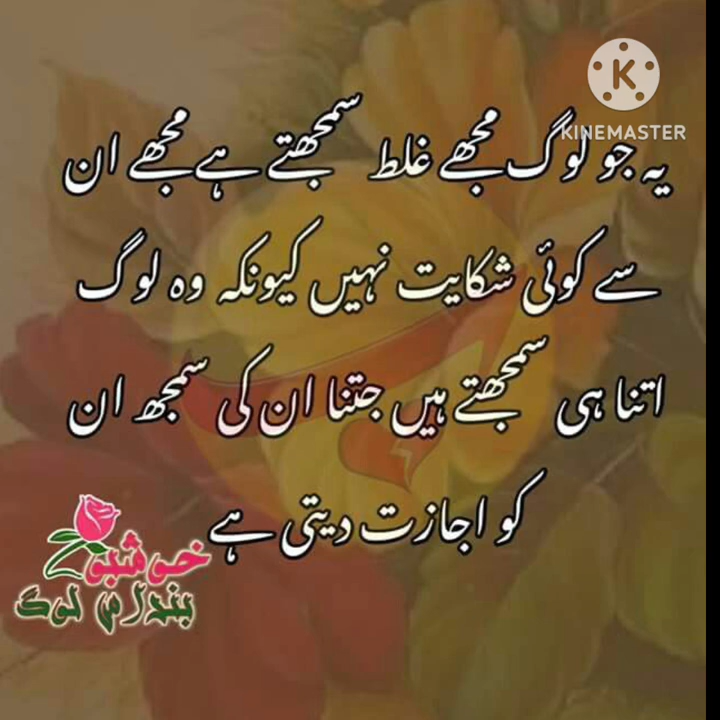 KINEMASTER
یہ جو لوگ مجھے غلط سمجھتے ہے مجھے ان
سے کوئی شکایت نہیں کیونکہ وہ لوگ
اتنا ہی سمجھتے ہیں جتنا ان کی سمجھ ان
کو اجازت دیتی ہے
خوشبو
لوگ